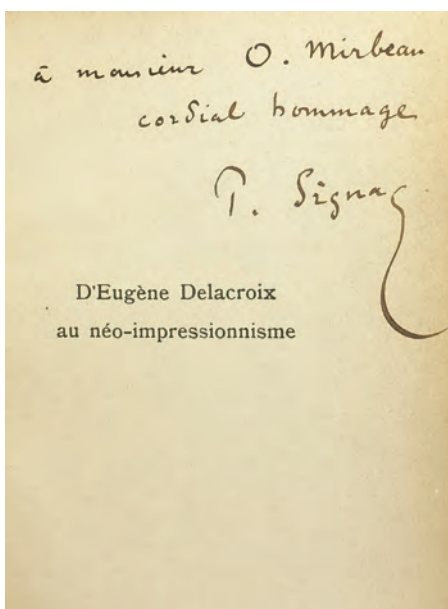 à monsieur O. Mirbeau
cordial hommage
P. Signac
D'Eugène Delacroix
au néo-impressionnisme